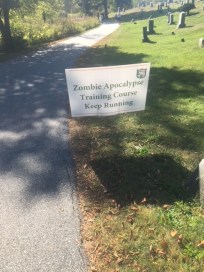 Zombie Apocalypse
Training Course
Keep Running